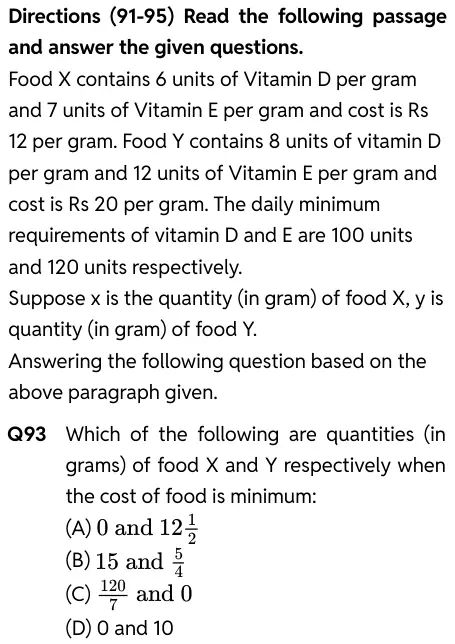 Directions (91-95) Read the following passage
and answer the given questions.
Food X contains 6 units of Vitamin D per gram
and 7 units of Vitamin E per gram and cost is Rs
12 per gram. Food Y contains 8 units of vitamin D
per gram and 12 units of Vitamin E per gram and
cost is Rs 20 per gram. The daily minimum
requirements of vitamin D and E are 100 units
and 120 units respectively.
Suppose x is the quantity (in gram) of food X, y is
quantity (in gram) of food Y.
Answering the following question based on the
above paragraph given.
Q93 Which of the following are quantities (in
grams) of food X and Y respectively when
the cost of food is minimum:
(A) 0 and 12 1/2
(B) 15 and 5/4
(C) 120/7 and 0
(D) 0 and 10